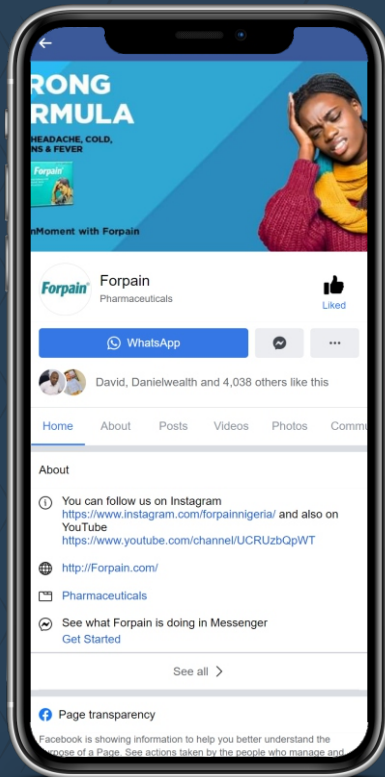 RONG
RMULA
HEADACHE, COLD,
NS & FEVER
Forpain
nMoment with Forpain
Forpain
Forpain
Pharmaceuticals
Liked
WhatsApp
David, Danielwealth and 4,038 others like this
Home About Posts Videos Photos Commu
About
You can follow us on Instagram
https://www.instagram.com/forpainnigeria/ and also on
YouTube
https://www.youtube.com/channel/UCRUzbQpWT
http://Forpain.com/
Pharmaceuticals
See what Forpain is doing in Messenger
Get Started
See all
Page transparency
Facebook is showing information to help you better understand the
purpose of a Page. See actions taken by the people who manage and